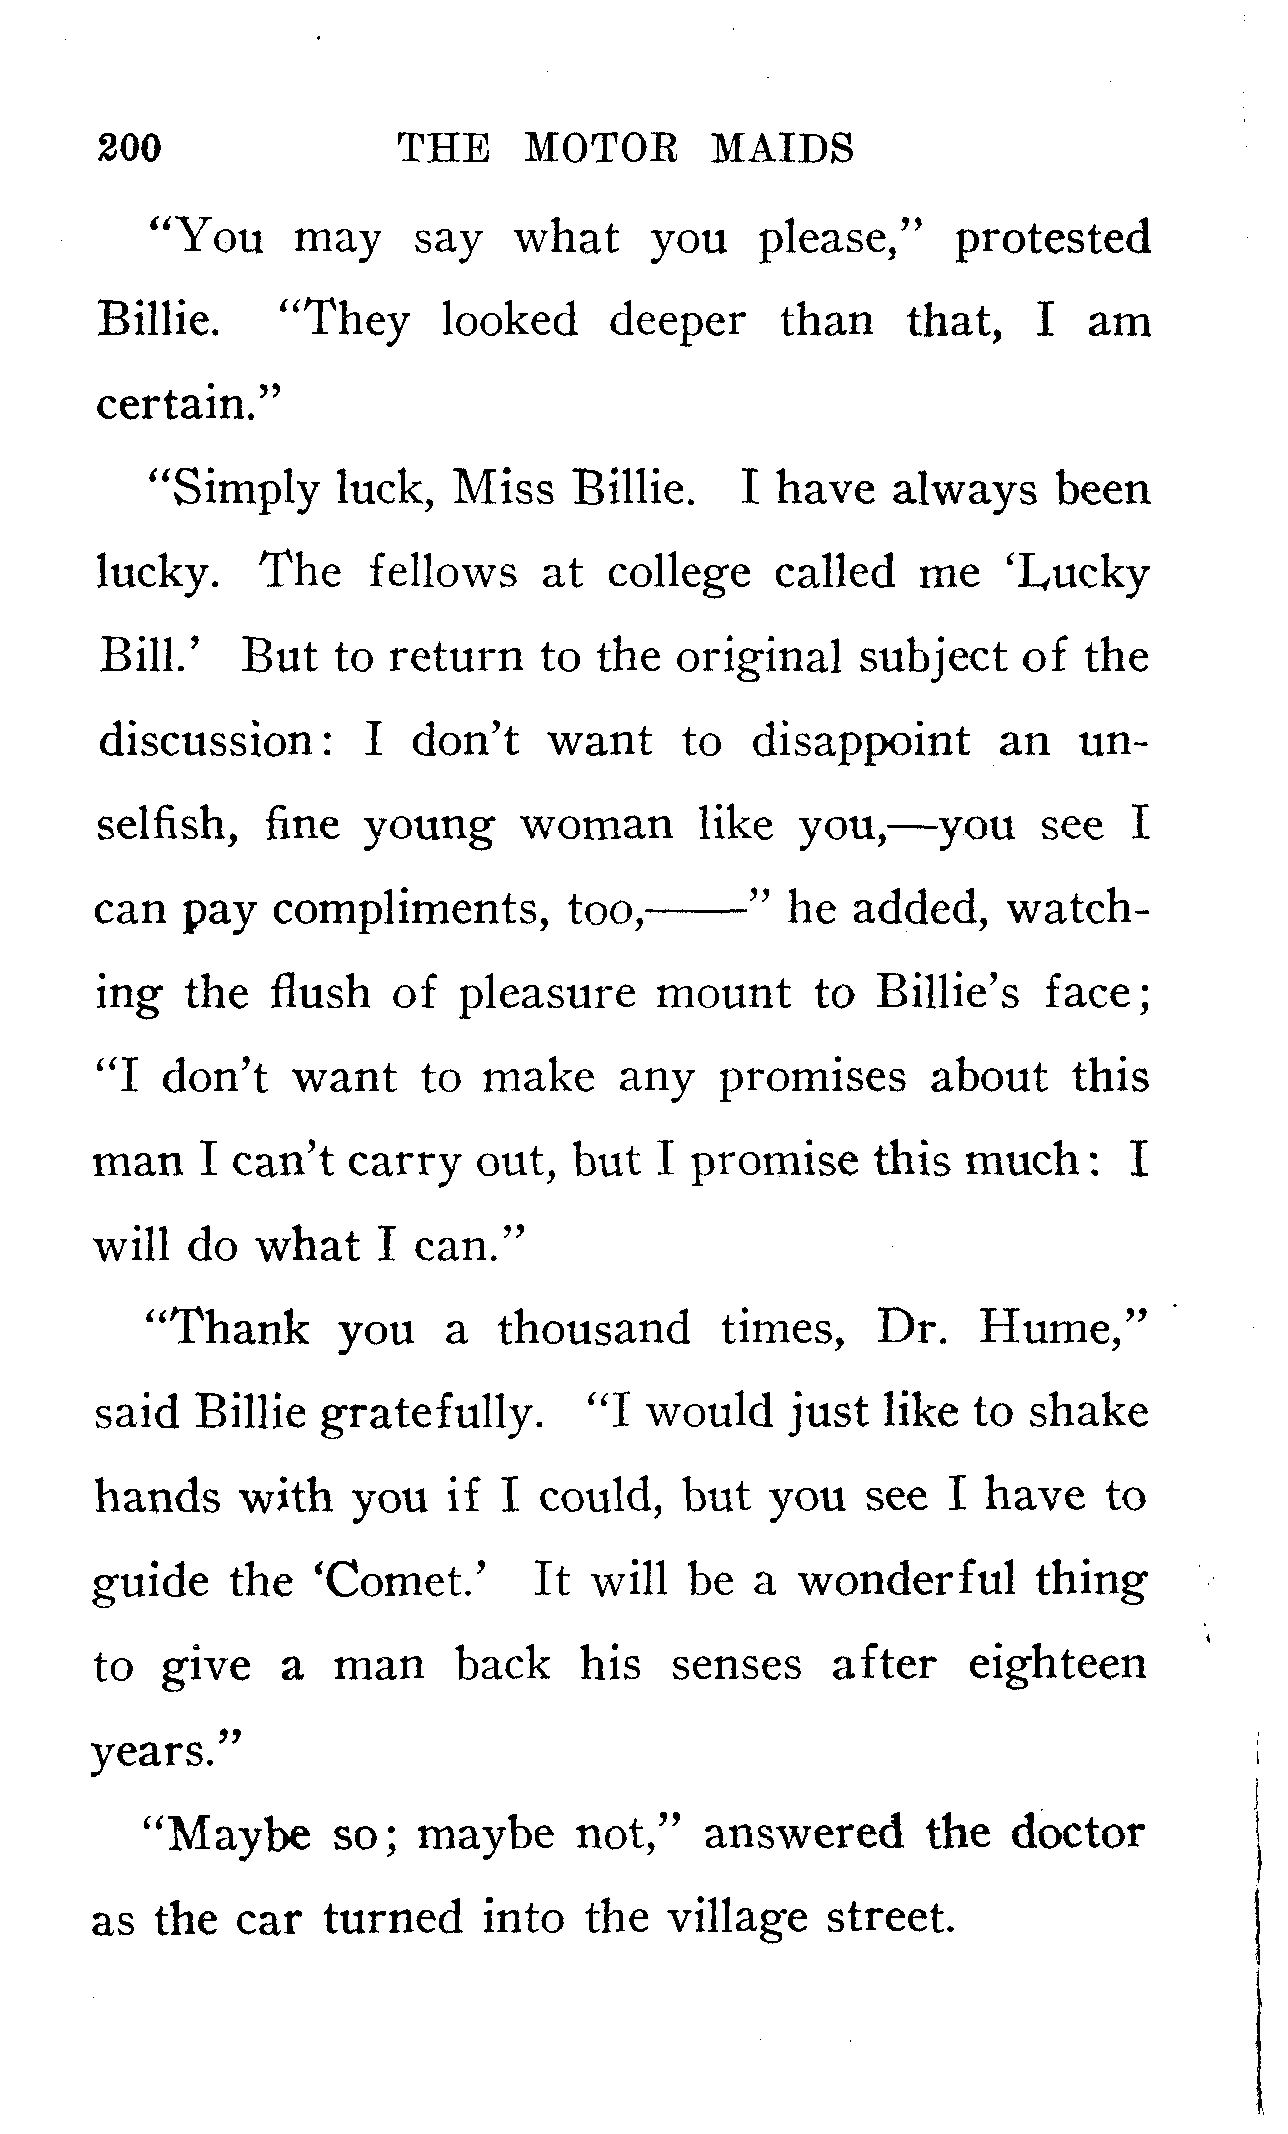 200 THE MOTOR MAIDS
“You may say what you please,” protested
Billie. “They looked deeper than that, I am
certain.”
“Simply luck, Miss Billie. I have always been
lucky. The fellows at college called me ‘Lucky
Bill.’ But to return to the original subject of the
discussion: I don’t want to disappoint an un-
selfish, fine young woman like you,—you see I
can pay compliments, too,——” he added, watch-
ing the flush of pleasure mount to Billie’s face;
“I don’t want to make any promises about this
man I can’t carry out, but I promise this much: I
will do what I can.”
“Thank you a thousand times, Dr. Hume,”
said Billie gratefully. “I would just like to shake
hands with you if I could, but you see I have to
guide the ‘Comet.’ It will be a wonderful thing
to give a man back his senses after eighteen
years.”
“Maybe so; maybe not,” answered the doctor
as the car turned into the village street.